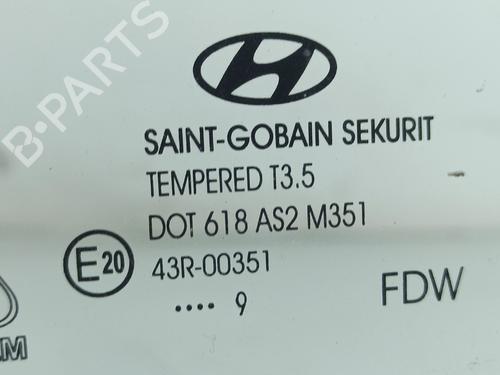 B-PARTS
SAINT-GOBAIN SEKURIT
TEMPERED T3.5
DOT 618 AS2 M351
E20 43R-00351
.... 9
FDW